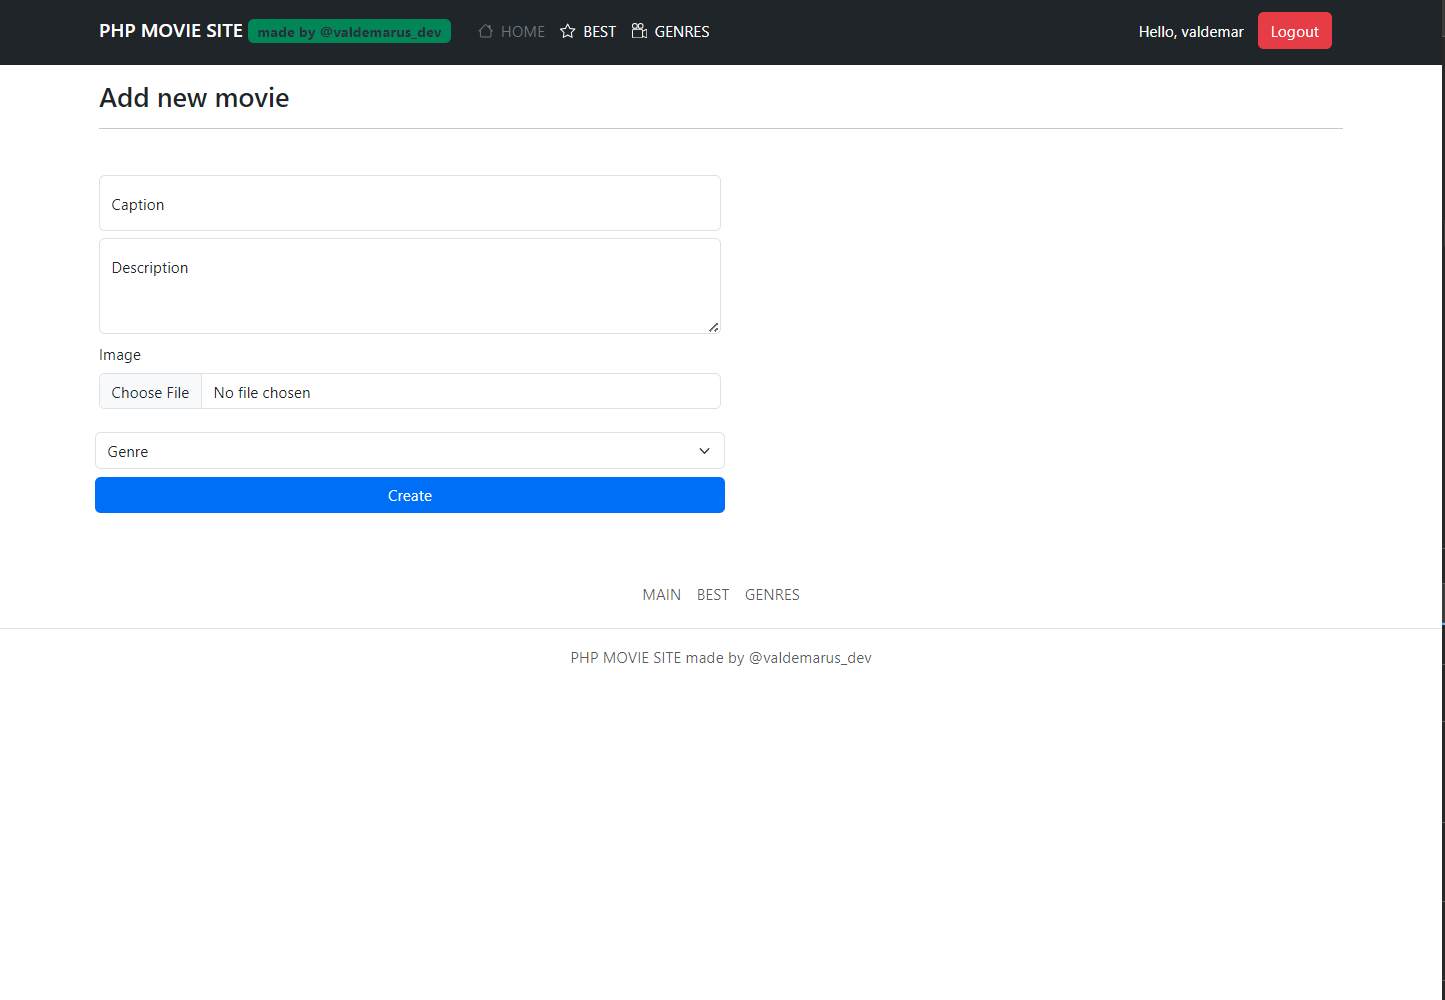 PHP MOVIE SITE made by @valdemarus_dev HOME BEST GENRES Hello, valdemar Logout
Add new movie
Caption
Description
Image
Choose File No file chosen
Genre
Create
MAIN BEST GENRES
PHP MOVIE SITE made by @valdemarus_dev